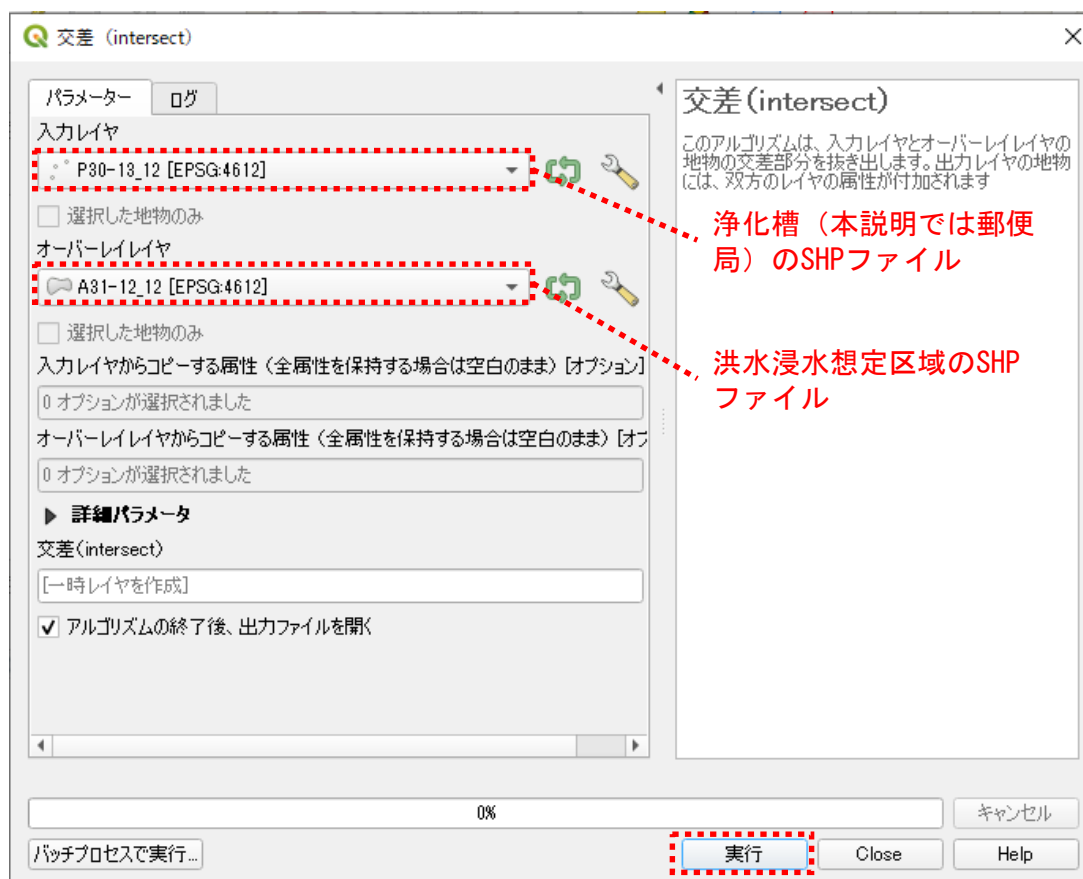 交差 (intersect)
パラメーター
ログ
入力レイヤ
P30-13_12 [EPSG:4612]
選択した地物のみ
オーバーレイレイヤ
A31-12_12 [EPSG:4612]
選択した地物のみ
入力レイヤからコピーする属性（全属性を保持する場合は空白のまま）[オプション]
0 オプションが選択されました
オーバーレイレイヤからコピーする属性（全属性を保持する場合は空白のまま）[オプ
0 オプションが選択されました
詳細パラメータ
交差(intersect)
[一時レイヤを作成]
アルゴリズムの終了後、出力ファイルを開く
交差(intersect)
このアルゴリズムは、入力レイヤとオーバーレイレイヤの
地物の交差部分を抜き出します。出力レイヤの地物
には、双方のレイヤの属性が付加されます
浄化槽（本説明では郵便
局）のSHPファイル
洪水浸水想定区域のSHP
ファイル
0%
キャンセル
バッチプロセスで実行...
実行
Close
Help